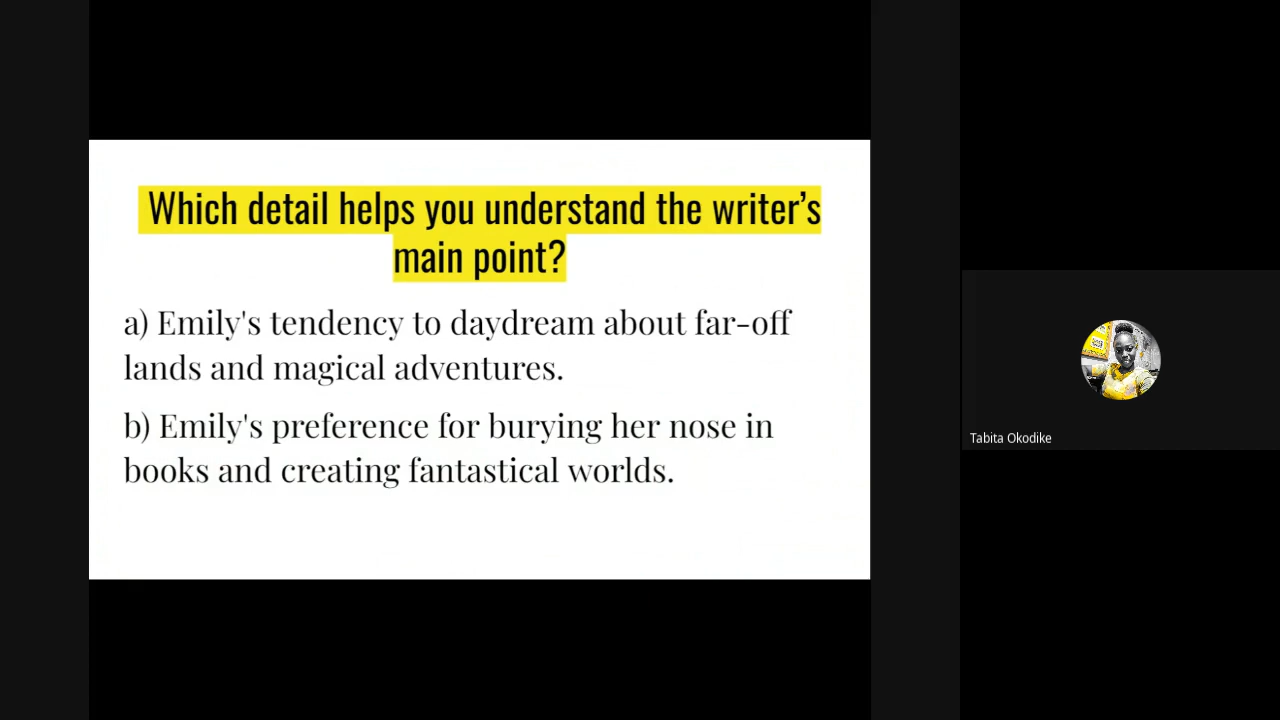 Which detail helps you understand the writer’s
main point?
a) Emily's tendency to daydream about far-off
lands and magical adventures.
b) Emily's preference for burying her nose in
books and creating fantastical worlds.
Tabita Okodike